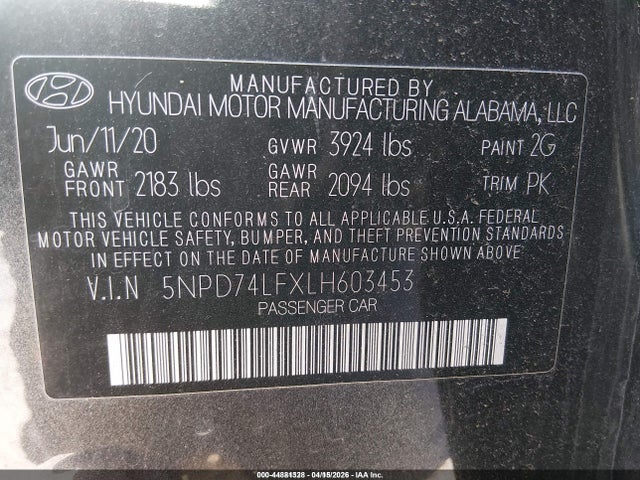 MANUFACTURED BY
HYUNDAI MOTOR MANUFACTURING ALABAMA, LLC
Jun/11/20 GVWR 3924 lbs PAINT 2G
GAWR FRONT 2183 lbs GAWR REAR 2094 lbs TRIM PK
THIS VEHICLE CONFORMS TO ALL APPLICABLE U.S.A. FEDERAL
MOTOR VEHICLE SAFETY, BUMPER, AND THEFT PREVENTION STANDARDS
IN EFFECT ON THE DATE OF MANUFACTURE SHOWN ABOVE.
V.I.N 5NPD74LFXLH603453
PASSENGER CAR
000-44881328 - 04/15/2026 - IAA Inc.